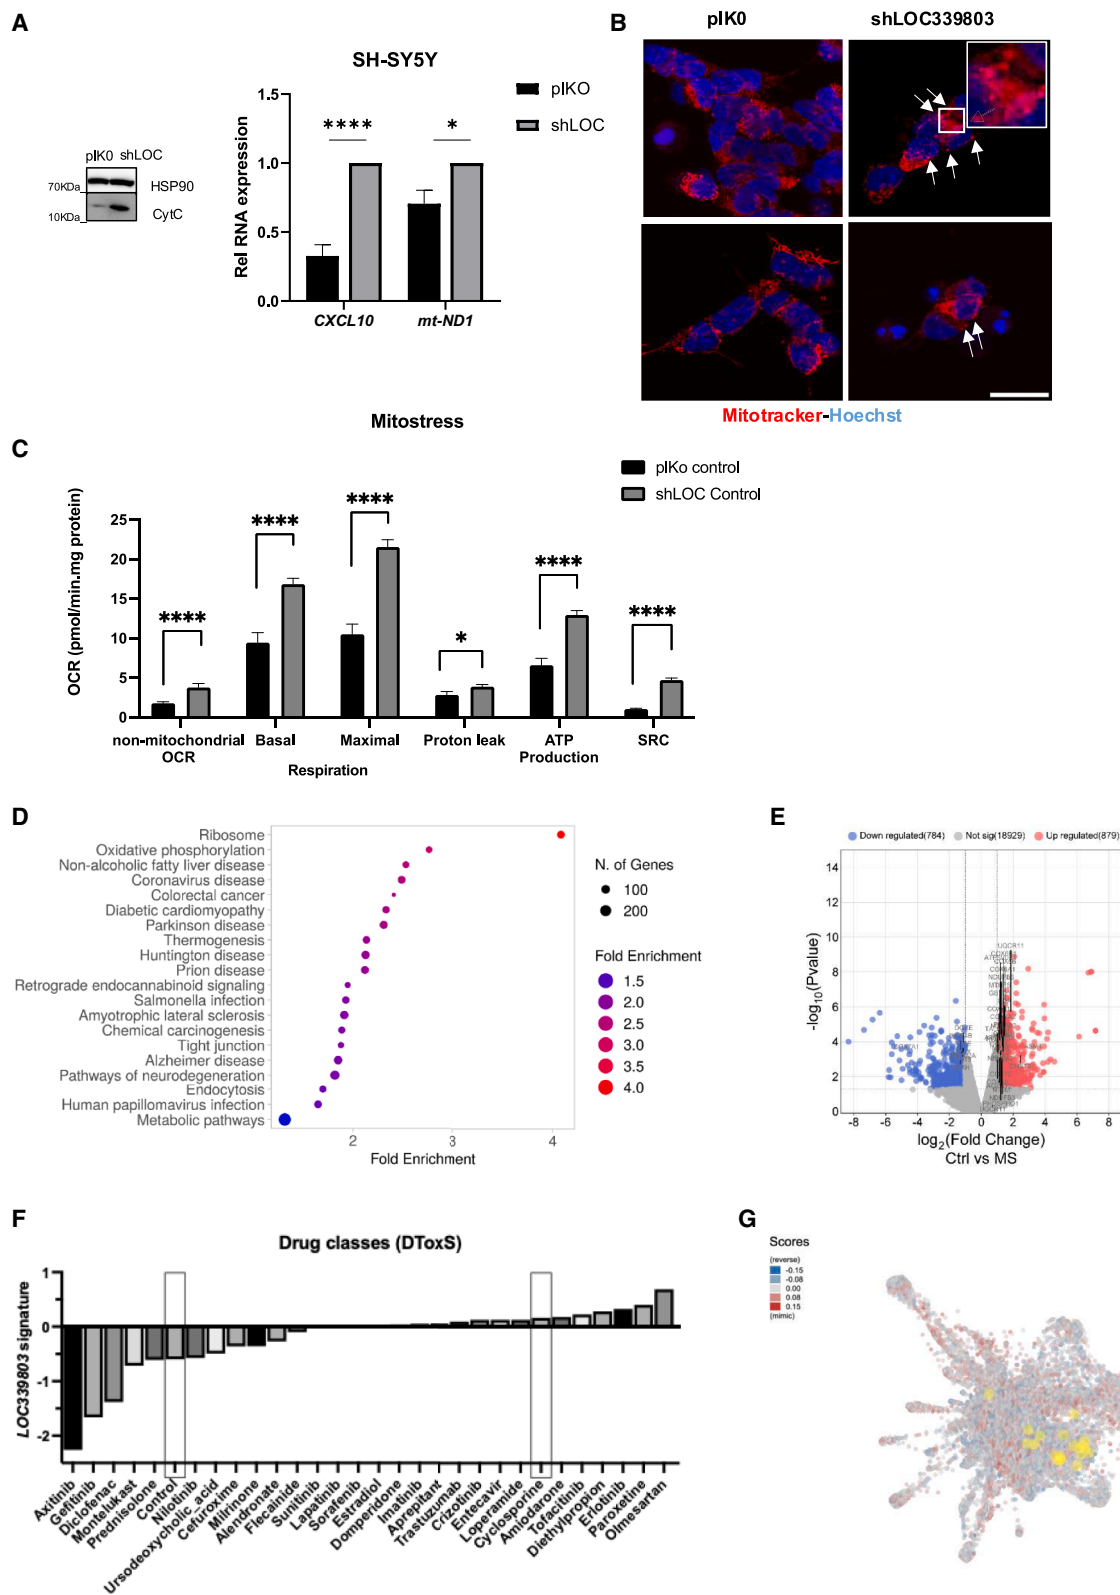 A
SH-SY5Y
pIKO
shLOC
1.5
1.0
0.5
0.0
Rel RNA expression
****
*
CXCL10
mt-ND1
pIK0 shLOC
70KDa_
HSP90
10KDa_
CytC
B
pIK0
shLOC339803
Mitotracker-Hoechst
C
Mitostress
pIKo control
shLOC Control
OCR (pmol/min.mg protein)
25
20
15
10
5
0
****
****
****
*
****
****
non-mitochondrial OCR
Basal
Maximal
Respiration
Proton leak
ATP Production
SRC
D
Ribosome
Oxidative phosphorylation
Non-alcoholic fatty liver disease
Coronavirus disease
Colorectal cancer
Diabetic cardiomyopathy
Parkinson disease
Thermogenesis
Huntington disease
Prion disease
Retrograde endocannabinoid signaling
Salmonella infection
Amyotrophic lateral sclerosis
Chemical carcinogenesis
Tight junction
Alzheimer disease
Pathways of neurodegeneration
Endocytosis
Human papillomavirus infection
Metabolic pathways
2 3 4
Fold Enrichment
N. of Genes
100
200
Fold Enrichment
1.5
2.0
2.5
3.0
3.5
4.0
E
Down regulated(784) Not sig(18929) Up regulated(879)
14
12
10
8
6
4
2
0
-log10(Pvalue)
UQCR11
-8 -6 -4 -2 0 2 4 6 8
log2(Fold Change)
Ctrl vs MS
F
Drug classes (DToxS)
LOC339803 signature
1
0
-1
-2
Axitinib
Gefitinib
Diclofenac
Montelukast
Prednisolone
Control
Nilotinib
Ursodeoxycholic_acid
Cefuroxime
Milrinone
Alendronate
Flecainide
Sunitinib
Lapatinib
Sorafenib
Estradiol
Domperidone
Imatinib
Aprepitant
Trastuzumab
Crizotinib
Entecavir
Loperamide
Cyclosporine
Amiodarone
Tofacitinib
Diethylpropion
Erlotinib
Paroxetine
Olmesartan
G
Scores
(reverse)
-0.15
-0.08
0.00
0.08
0.15
(mimic)